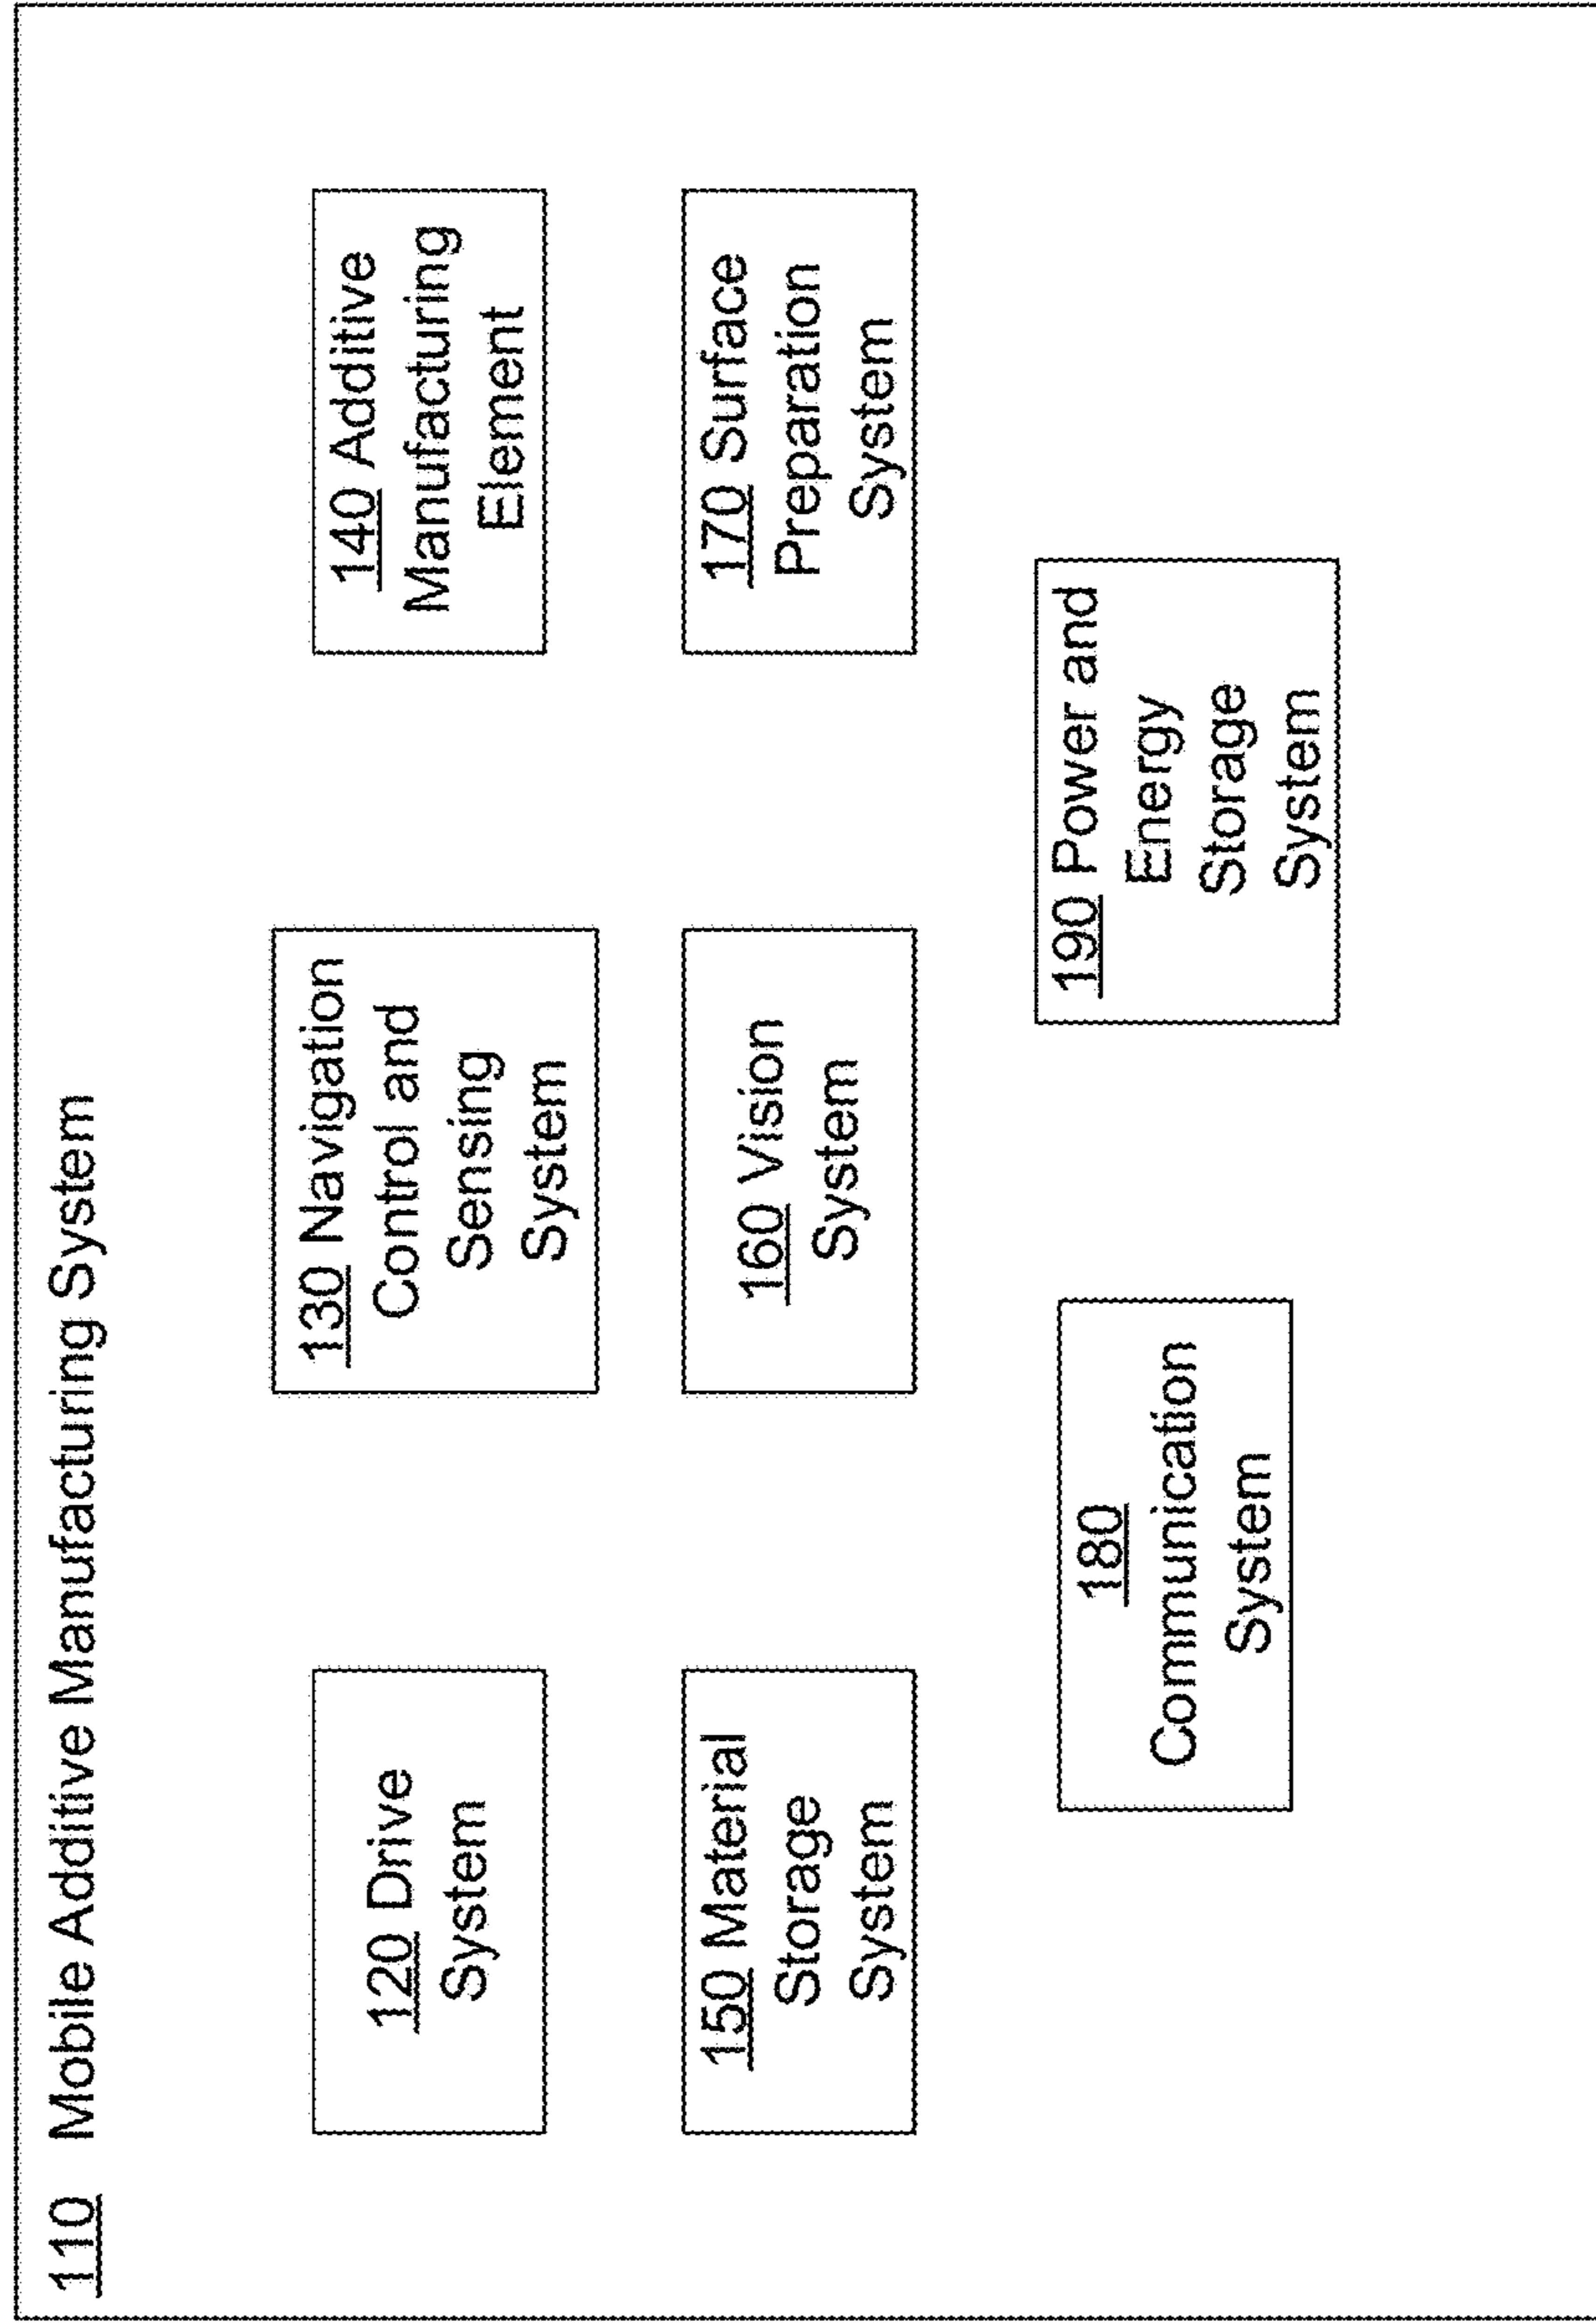 110 Mobile Additive Manufacturing System
120 Drive
System
130 Navigation
Control and
Sensing
System
140 Additive
Manufacturing
Element
150 Material
Storage
System
160 Vision
System
170 Surface
Preparation
System
180
Communication
System
190 Power and
Energy
Storage
System